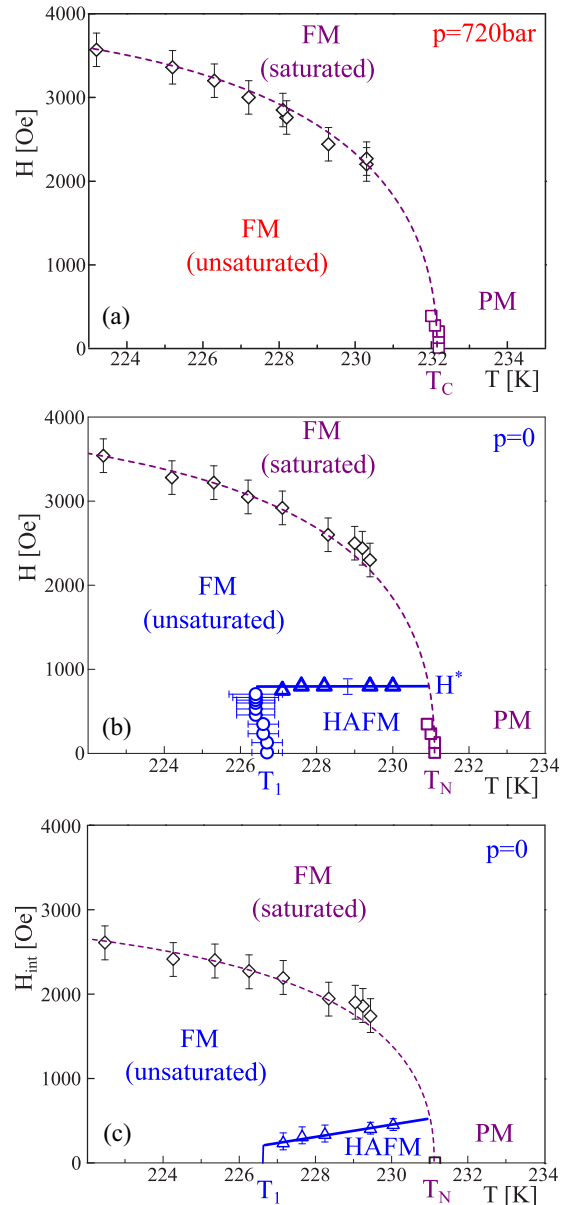 FM
p=720bar
(saturated)
4000
3000
H [Oe]
2000
FM
(unsaturated)
1000
PM
(a)
0
224 226 228 230 232 234
T_C T [K]
4000
FM
p=0
(saturated)
3000
H [Oe]
FM
2000
(unsaturated)
1000
H*
(b)
HAFM
PM
0
224 226 228 230 232 234
T_1 T_N T [K]
4000
p=0
FM
(saturated)
3000
H_int [Oe]
2000
FM
(unsaturated)
1000
(c)
HAFM
PM
0
224 226 228 230 232 234
T_1 T_N T [K]